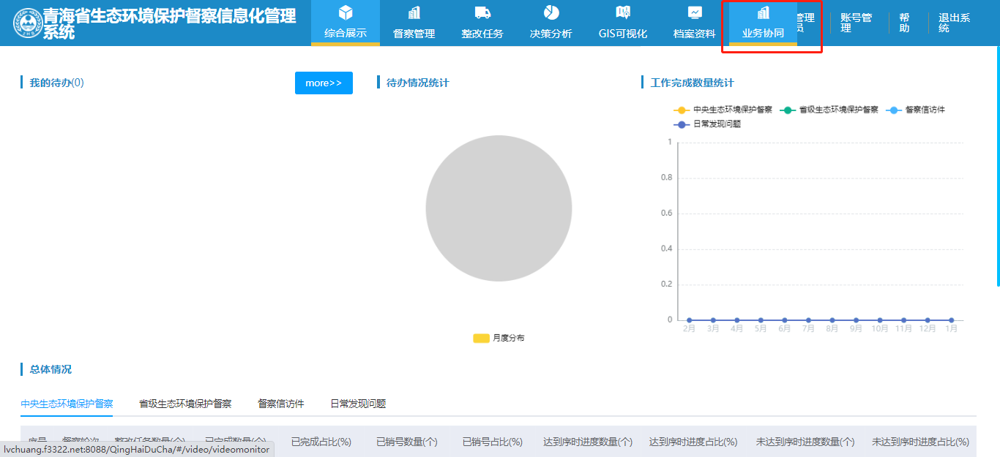 青海省生态环境保护督察信息化管理
系统
综合展示
督察管理
整改任务
决策分析
GIS可视化
档案资料
业务协同
管理
员
账号管
理
帮
助
退出系
统
我的待办(0)
more>>
待办情况统计
工作完成数量统计
中央生态环境保护督察
省级生态环境保护督察
督察信访件
日常发现问题
1
0.8
0.6
0.4
0.2
0
2月 3月 4月 5月 6月 7月 8月 9月 10月 11月 12月 1月
月度分布
总体情况
中央生态环境保护督察
省级生态环境保护督察
督察信访件
日常发现问题
序号 督察轮次 整改任务数量(个) 已完成数量(个) 已完成占比(%) 已销号数量(个) 已销号占比(%) 达到序时进度数量(个) 达到序时进度占比(%) 未达到序时进度数量(个) 未达到序时进度占比(%)
lvchuang.f3322.net:8088/QingHaiDuCha/#/video/videomonitor